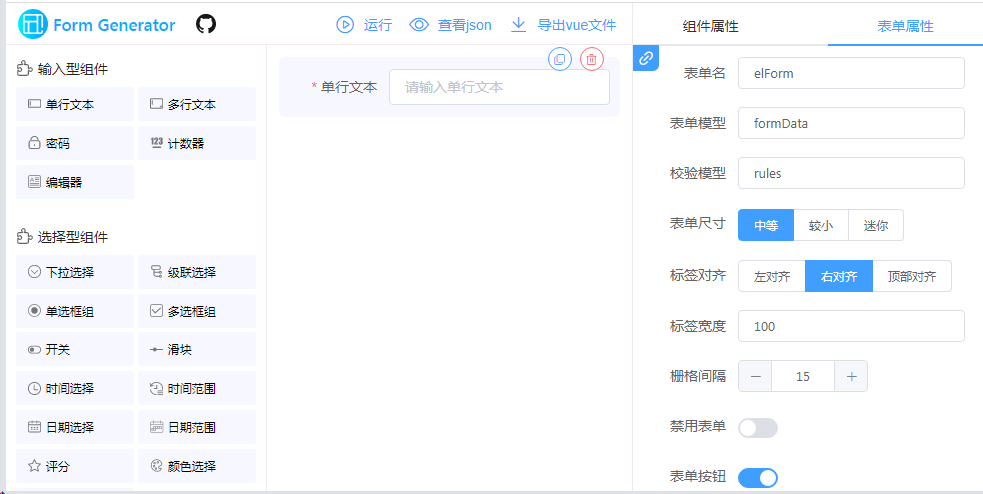 Form Generator
运行
查看json
导出vue文件
输入型组件
单行文本
多行文本
密码
123 计数器
编辑器
选择型组件
下拉选择
级联选择
单选框组
多选框组
开关
滑块
时间选择
时间范围
日期选择
日期范围
评分
颜色选择
* 单行文本
请输入单行文本
组件属性
表单属性
表单名
elForm
表单模型
formData
校验模型
rules
表单尺寸
中等
较小
迷你
标签对齐
左对齐
右对齐
顶部对齐
标签宽度
100
栅格间隔
15
禁用表单
表单按钮